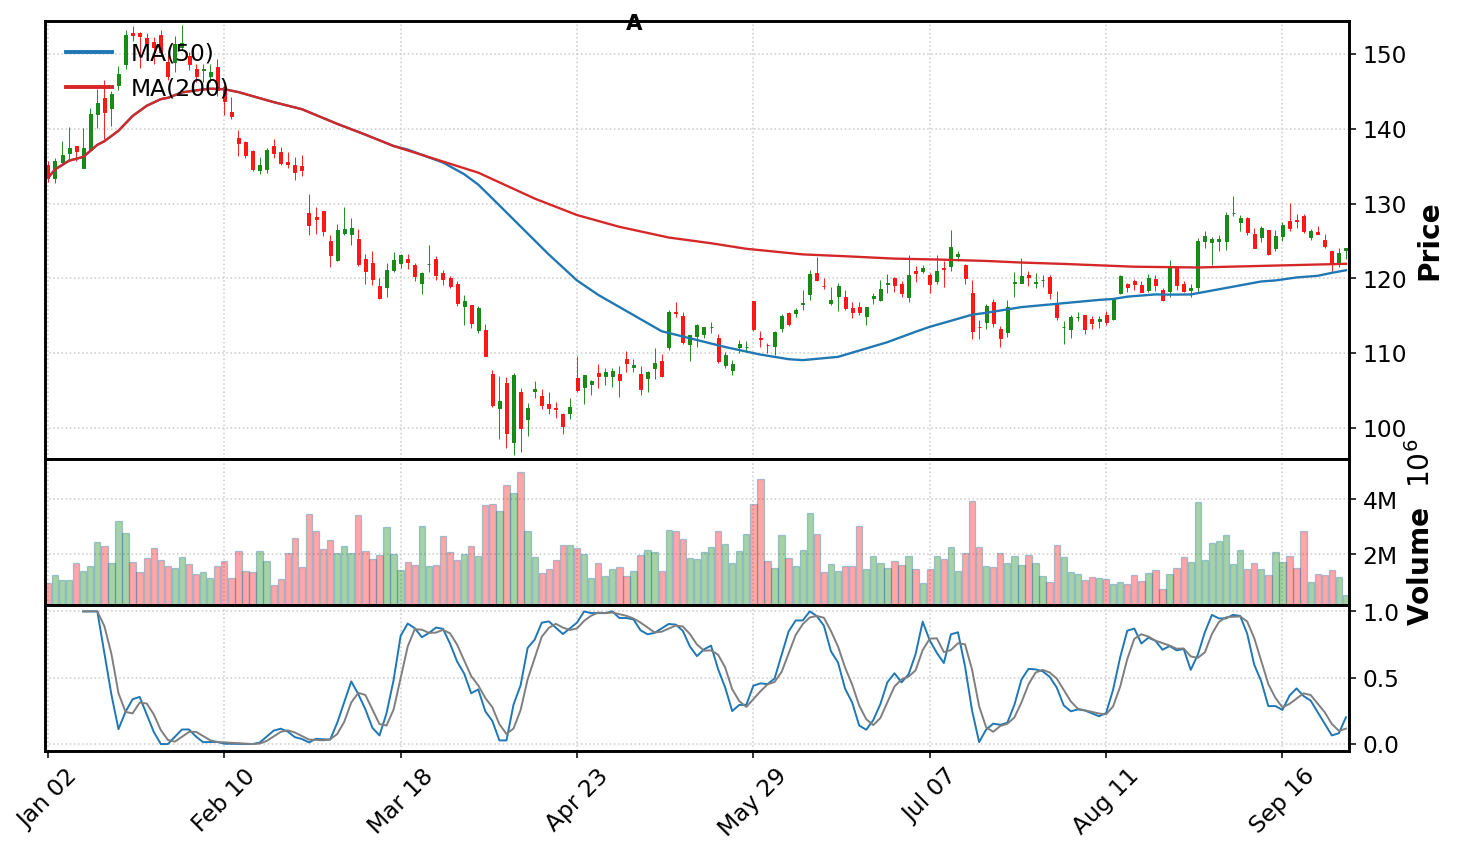 A
MA(50)
MA(200)
150
140
130
120
110
100
Price
4M
2M
Volume 10^6
1.0
0.5
0.0
Jan 02
Feb 10
Mar 18
Apr 23
May 29
Jul 07
Aug 11
Sep 16